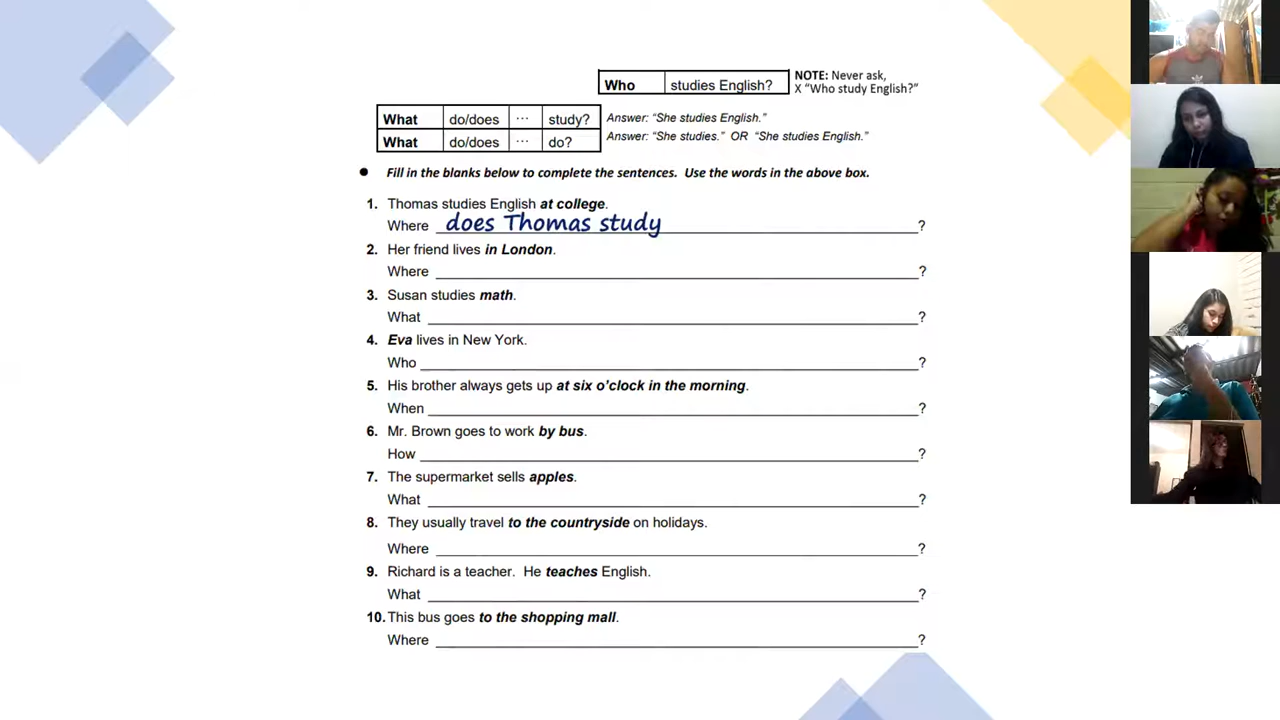 Who studies English? NOTE: Never ask,
X "Who study English?"
What do/does ... study? Answer: "She studies English."
What do/does ... do? Answer: "She studies." OR "She studies English."
● Fill in the blanks below to complete the sentences. Use the words in the above box.
1. Thomas studies English at college.
Where does Thomas study ?
2. Her friend lives in London.
Where ?
3. Susan studies math.
What ?
4. Eva lives in New York.
Who ?
5. His brother always gets up at six o'clock in the morning.
When ?
6. Mr. Brown goes to work by bus.
How ?
7. The supermarket sells apples.
What ?
8. They usually travel to the countryside on holidays.
Where ?
9. Richard is a teacher. He teaches English.
What ?
10. This bus goes to the shopping mall.
Where ?